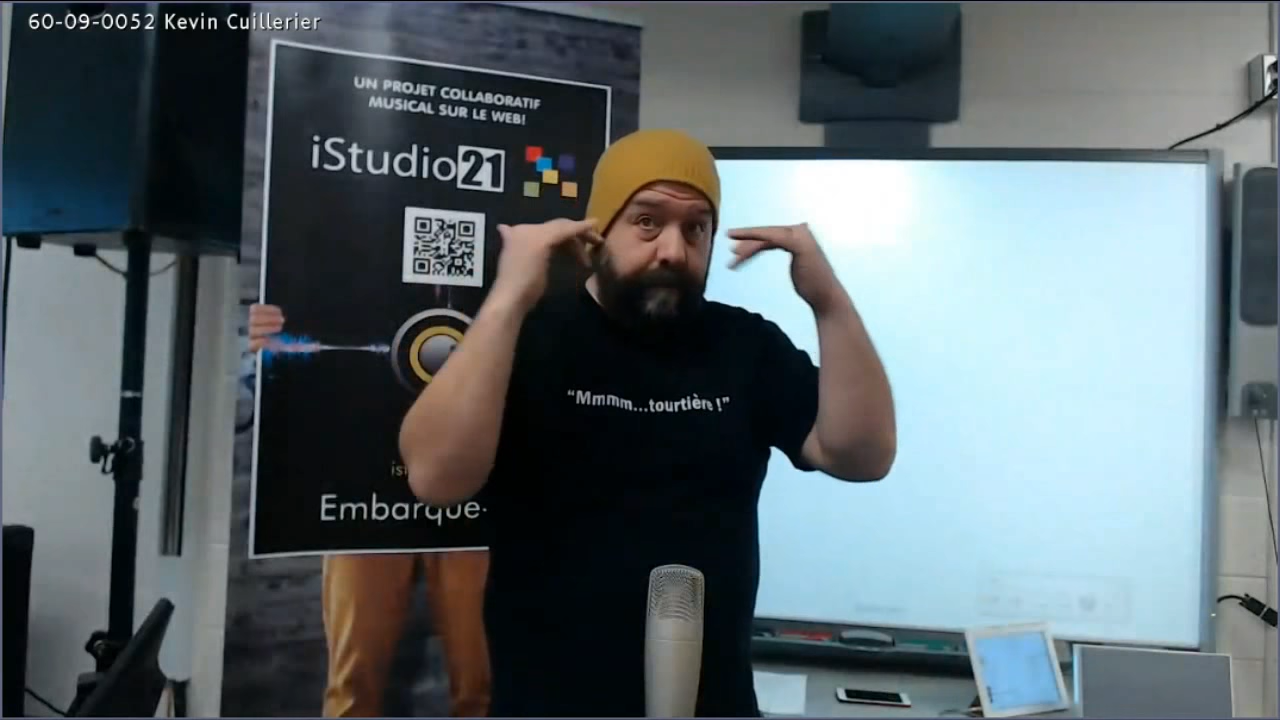 60-09-0052 Kevin Cuillerier
UN PROJET COLLABORATIF
MUSICAL SUR LE WEB!
iStudio21
“Mmmm...tourtière !”
Embarque-